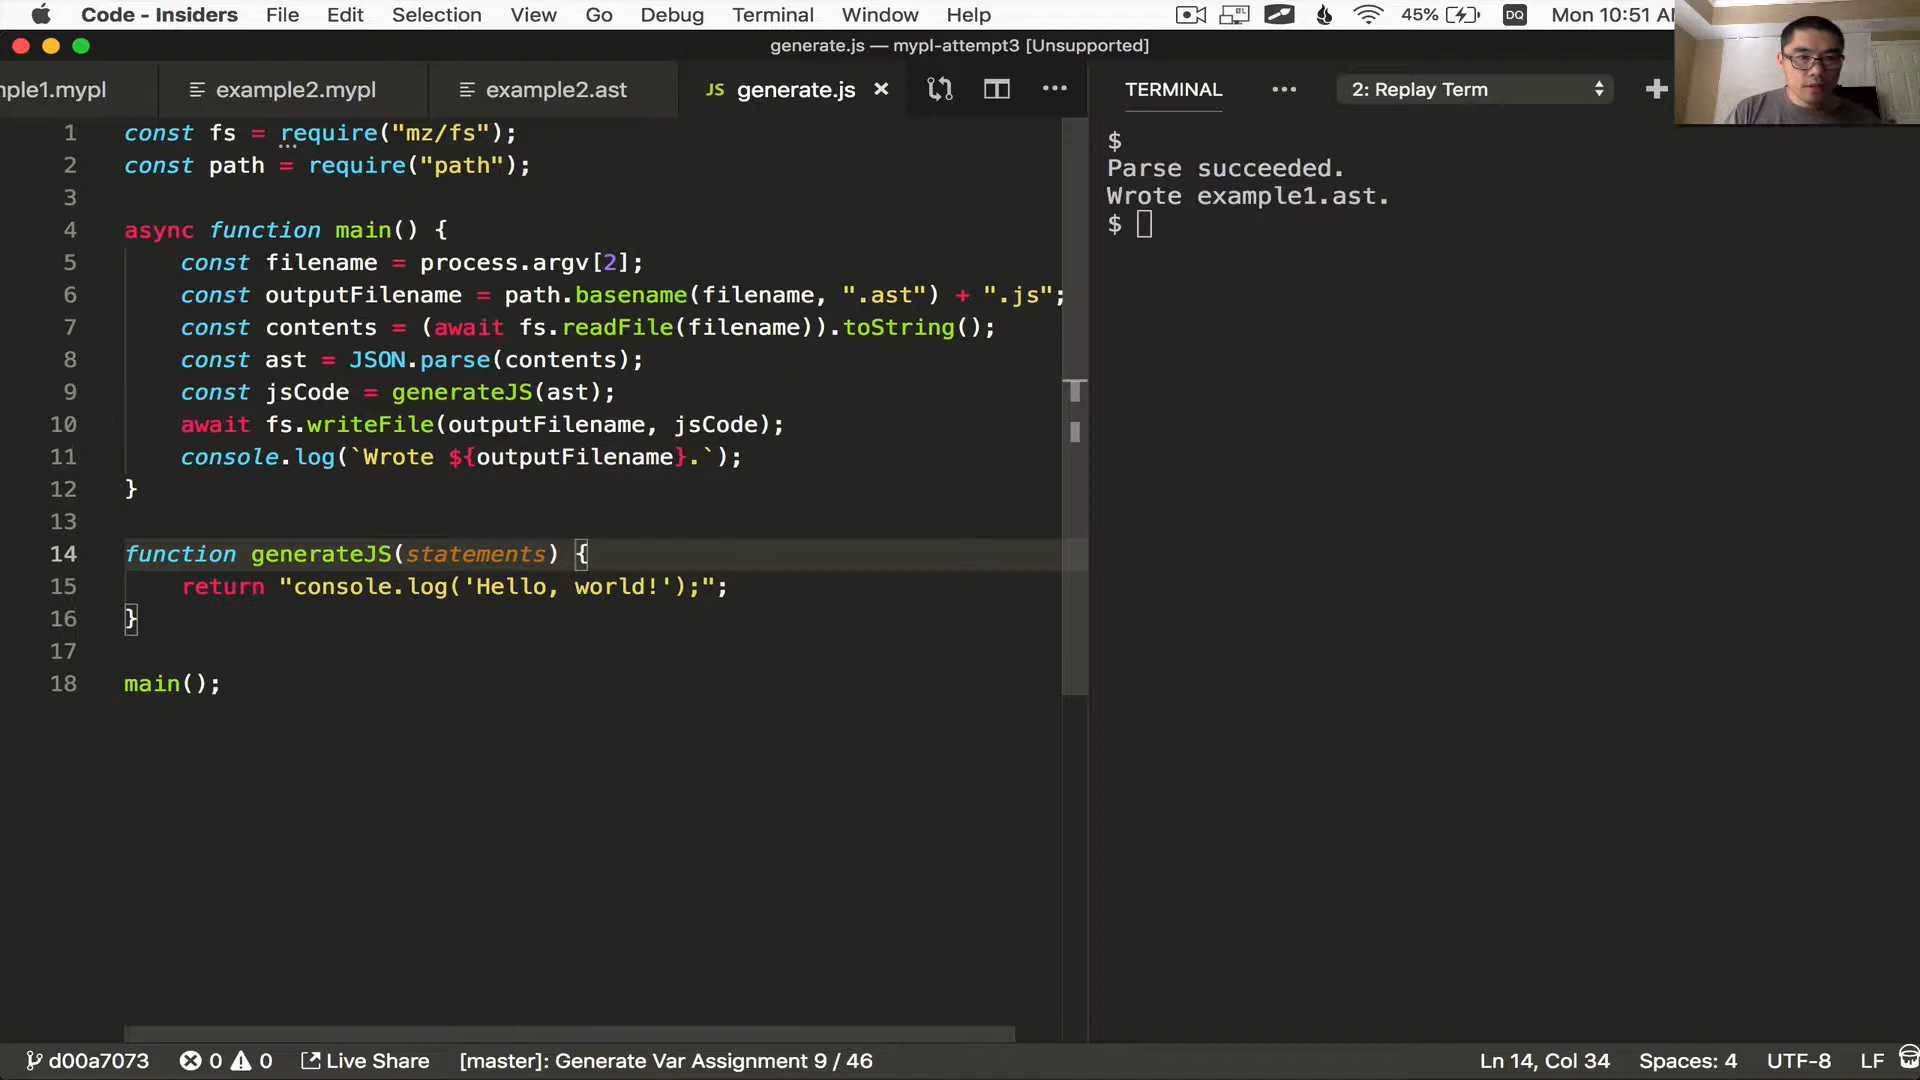 Code - Insiders File Edit Selection View Go Debug Terminal Window Help 45% DQ Mon 10:51
generate.js — mypl-attempt3 [Unsupported]
ple1.mypl example2.mypl example2.ast JS generate.js × ... TERMINAL ... 2: Replay Term +
1 const fs = require("mz/fs");
2 const path = require("path");
3
4 async function main() {
5 const filename = process.argv[2];
6 const outputFilename = path.basename(filename, ".ast") + ".js";
7 const contents = (await fs.readFile(filename)).toString();
8 const ast = JSON.parse(contents);
9 const jsCode = generateJS(ast);
10 await fs.writeFile(outputFilename, jsCode);
11 console.log(`Wrote ${outputFilename}.`);
12 }
13
14 function generateJS(statements) {
15 return "console.log('Hello, world!');";
16 }
17
18 main();
$
Parse succeeded.
Wrote example1.ast.
$
d00a7073 0 0 Live Share [master]: Generate Var Assignment 9 / 46 Ln 14, Col 34 Spaces: 4 UTF-8 LF